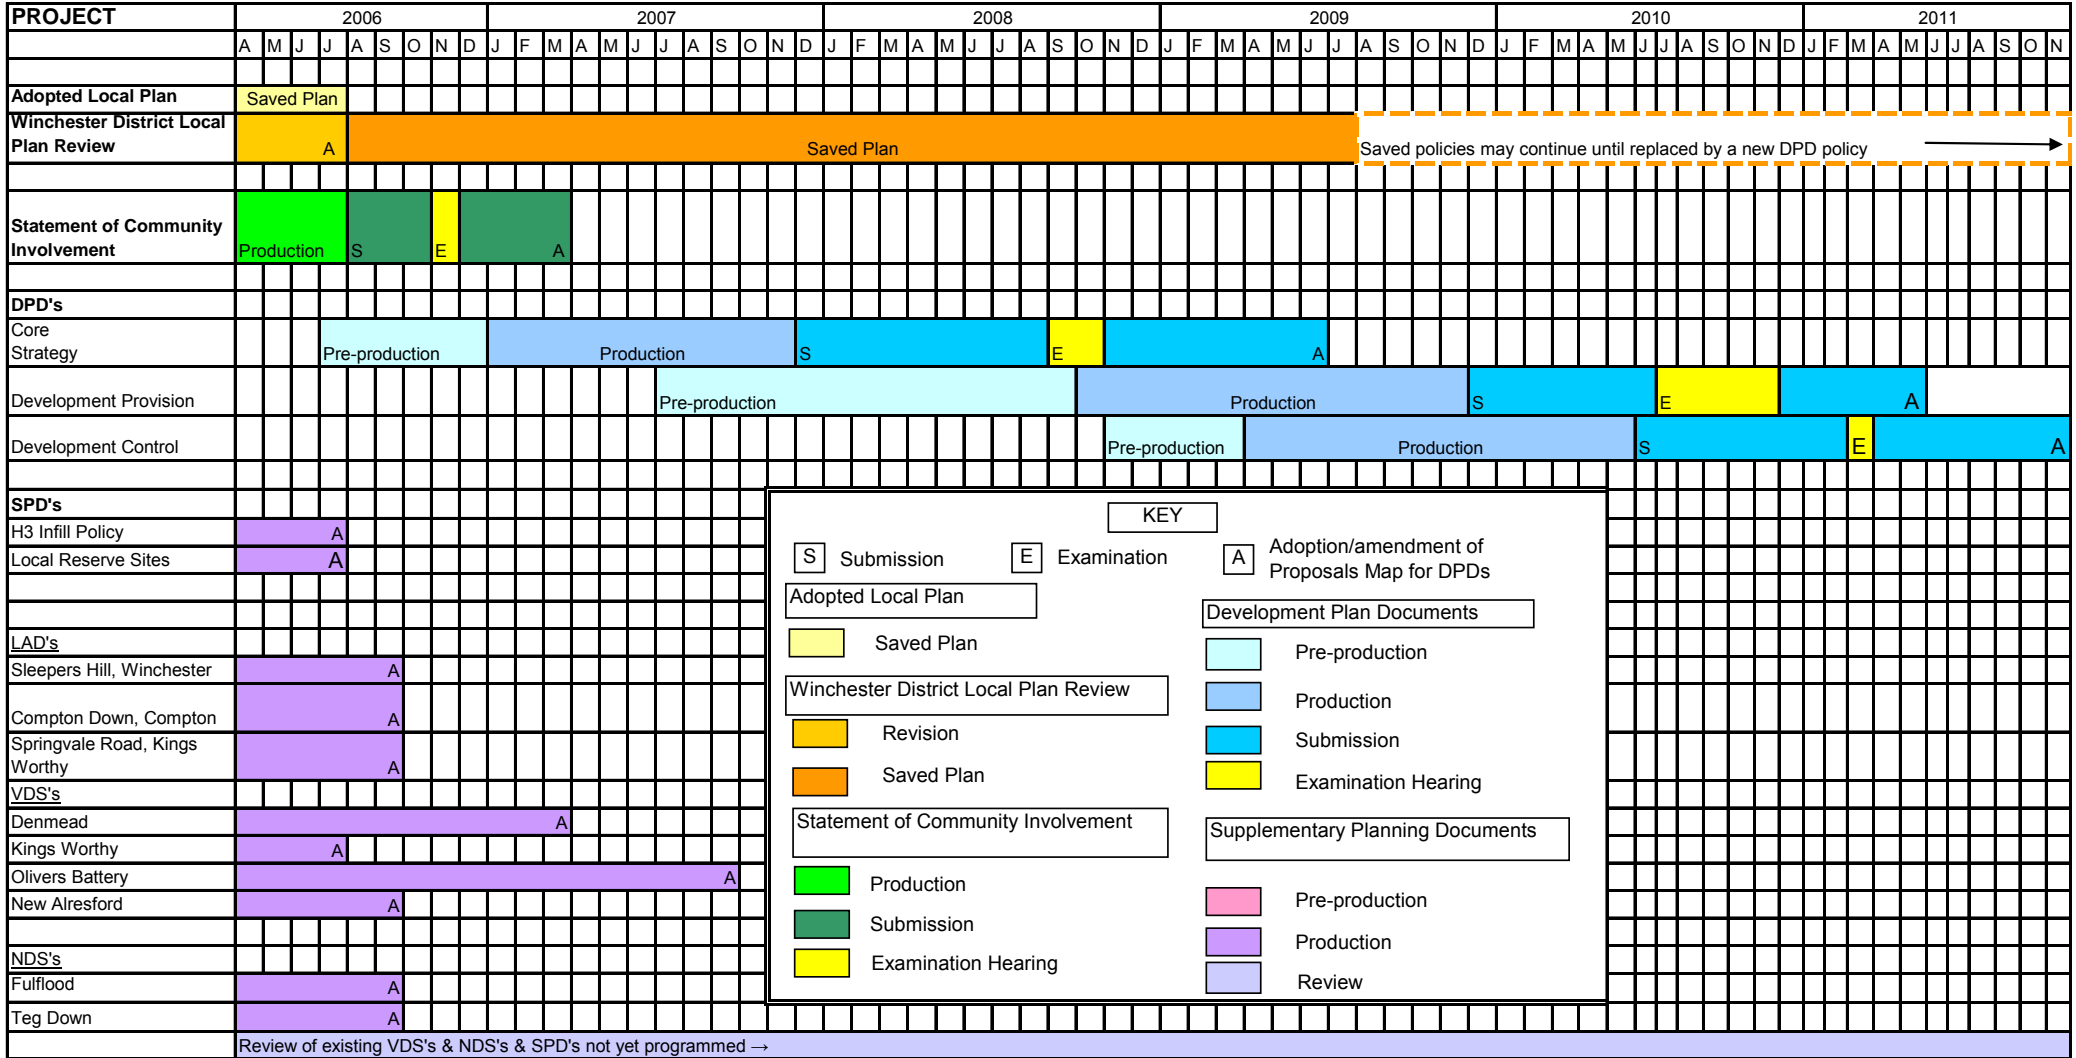 PROJECT 2006 2007 2008 2009 2010 2011
A M J J A S O N D J F M A M J J A S O N D J F M A M J J A S O N D J F M A M J J A S O N D J F M A M J J A S O N D J F M A M J J A S O N
Adopted Local Plan Saved Plan
Winchester District Local
Plan Review A Saved Plan Saved policies may continue until replaced by a new DPD policy
Statement of Community
Involvement Production S E A
DPD's
Core
Strategy Pre-production Production S E A
Development Provision Pre-production Production S E A
Development Control Pre-production Production S E A
SPD's
H3 Infill Policy A
Local Reserve Sites A
LAD's
Sleepers Hill, Winchester A
Compton Down, Compton A
Springvale Road, Kings
Worthy A
VDS's
Denmead A
Kings Worthy A
Olivers Battery A
New Alresford A
NDS's
Fulflood A
Teg Down A
Review of existing VDS's & NDS's & SPD's not yet programmed →
KEY
S Submission E Examination A Adoption/amendment of
Proposals Map for DPDs
Adopted Local Plan
Saved Plan
Winchester District Local Plan Review
Revision
Saved Plan
Statement of Community Involvement
Production
Submission
Examination Hearing
Development Plan Documents
Pre-production
Production
Submission
Examination Hearing
Supplementary Planning Documents
Pre-production
Production
Review